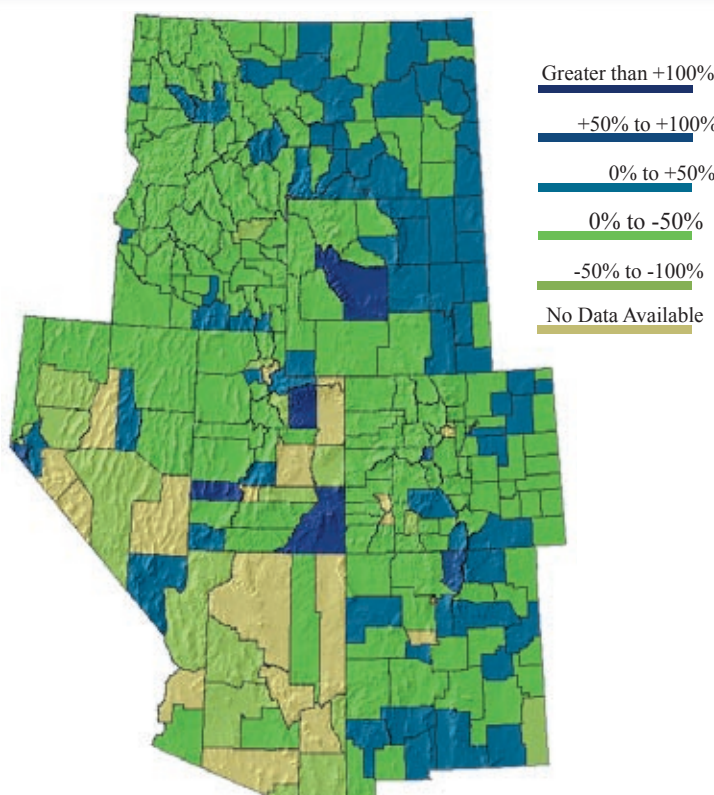 Greater than +100%
+50% to +100%
0% to +50%
0% to -50%
-50% to -100%
No Data Available